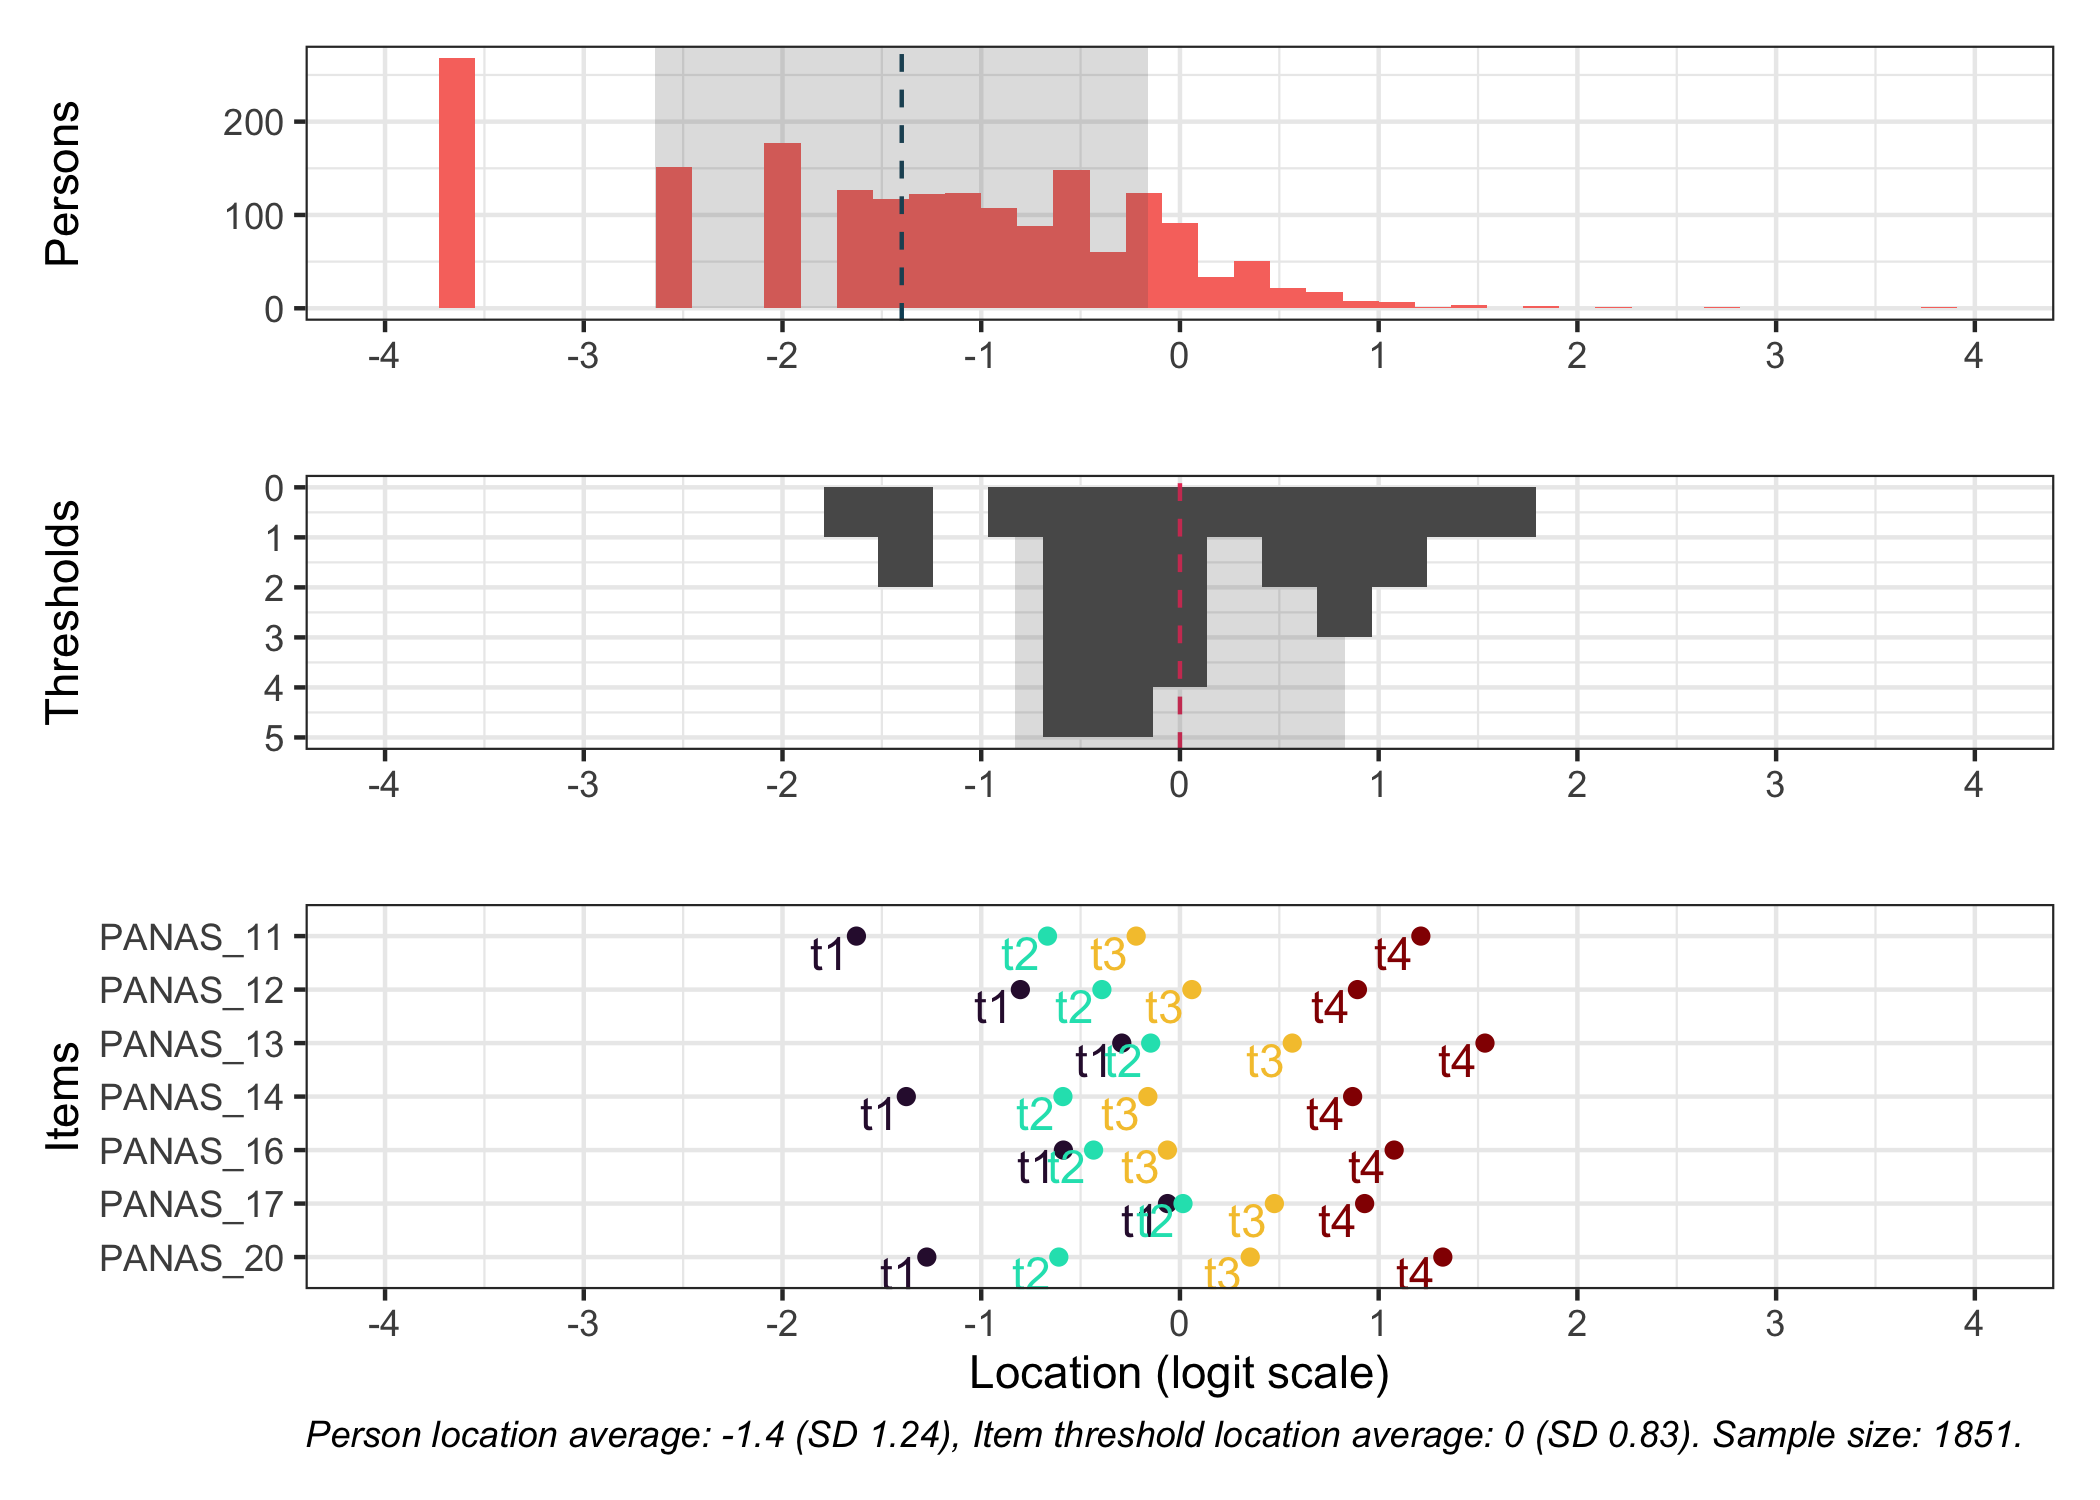 Persons
200
100
0
-4 -3 -2 -1 0 1 2 3 4
Thresholds
0
1
2
3
4
5
-4 -3 -2 -1 0 1 2 3 4
Items
PANAS_11 t1 t2 t3 t4
PANAS_12 t1 t2 t3 t4
PANAS_13 t1 t2 t3 t4
PANAS_14 t1 t2 t3 t4
PANAS_16 t1 t2 t3 t4
PANAS_17 t1 t2 t3 t4
PANAS_20 t1 t2 t3 t4
-4 -3 -2 -1 0 1 2 3 4
Location (logit scale)
Person location average: -1.4 (SD 1.24), Item threshold location average: 0 (SD 0.83). Sample size: 1851.